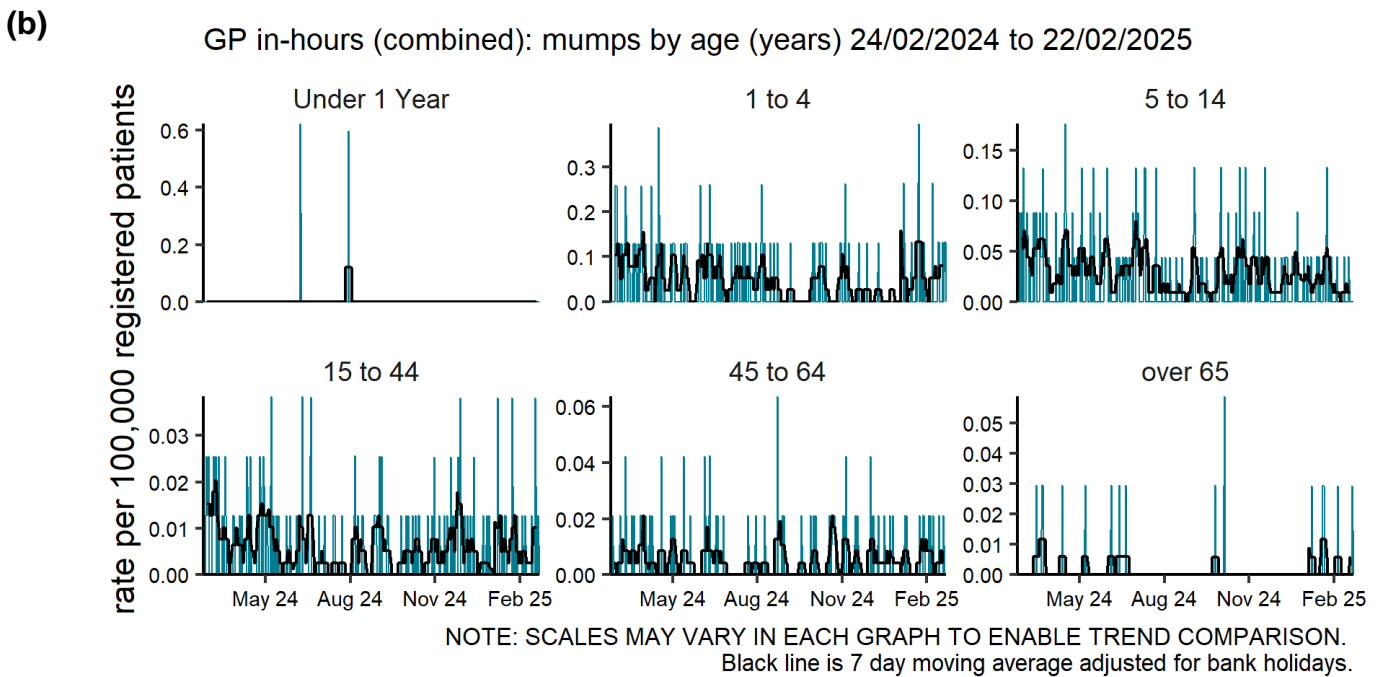 (b)
GP in-hours (combined): mumps by age (years) 24/02/2024 to 22/02/2025
rate per 100,000 registered patients
Under 1 Year
0.6
0.4
0.2
0.0
1 to 4
0.3
0.2
0.1
0.0
5 to 14
0.15
0.10
0.05
0.00
15 to 44
0.03
0.02
0.01
0.00
May 24 Aug 24 Nov 24 Feb 25
45 to 64
0.06
0.04
0.02
0.00
May 24 Aug 24 Nov 24 Feb 25
over 65
0.05
0.04
0.03
0.02
0.01
0.00
May 24 Aug 24 Nov 24 Feb 25
NOTE: SCALES MAY VARY IN EACH GRAPH TO ENABLE TREND COMPARISON.
Black line is 7 day moving average adjusted for bank holidays.